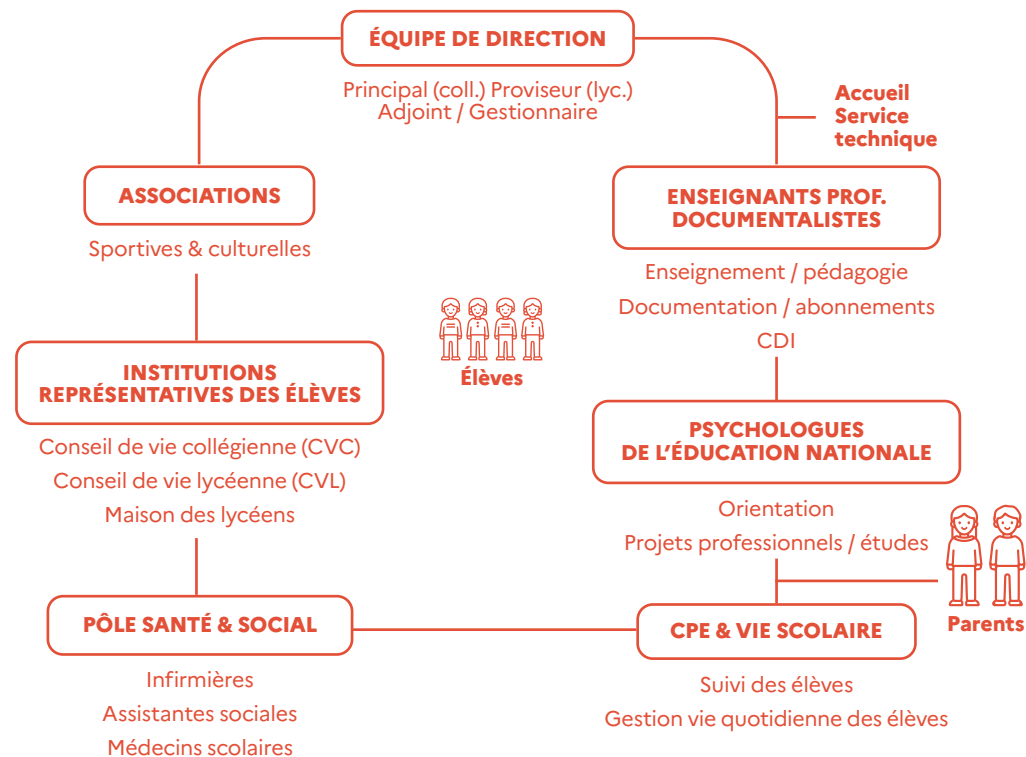 ÉQUIPE DE DIRECTION
Principal (coll.) Proviseur (lyc.)
Adjoint / Gestionnaire
Accueil
Service
technique
ASSOCIATIONS
Sportives & culturelles
ENSEIGNANTS PROF.
DOCUMENTALISTES
Enseignement / pédagogie
Documentation / abonnements
CDI
Élèves
INSTITUTIONS
REPRÉSENTATIVES DES ÉLÈVES
Conseil de vie collégienne (CVC)
Conseil de vie lycéenne (CVL)
Maison des lycéens
PSYCHOLOGUES
DE L’ÉDUCATION NATIONALE
Orientation
Projets professionnels / études
Parents
PÔLE SANTÉ & SOCIAL
Infirmières
Assistantes sociales
Médecins scolaires
CPE & VIE SCOLAIRE
Suivi des élèves
Gestion vie quotidienne des élèves